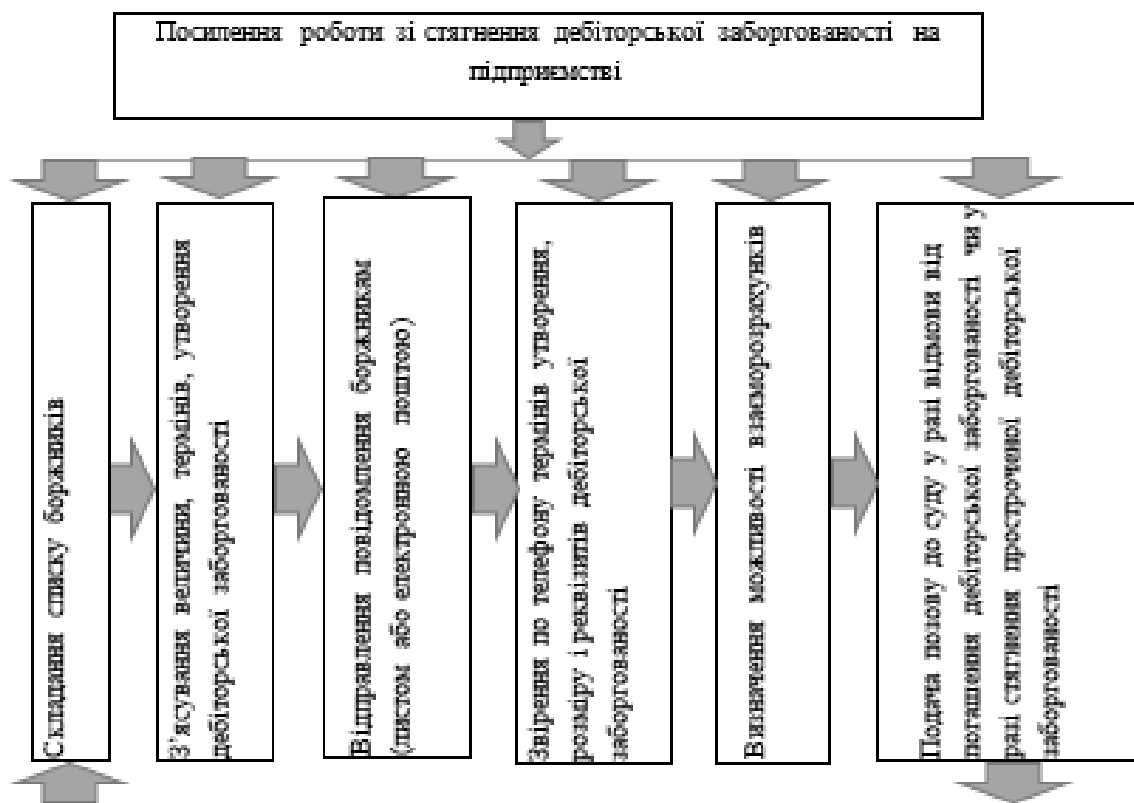 Посилення роботи зі стягнення дебіторської заборгованості на
підприємстві
Складання списку боржників
З'ясування величини, термінів, утворення
дебіторської заборгованості
Відправлення повідомлення боржникам
(листом або електронною поштою)
Звірення по телефону термінів утворення,
розміру і реквізитів дебіторської
заборгованості
Визначення можливості взаєморозрахунків
Подача позову до суду у разі відмови від
погашення дебіторської заборгованості чи у
разі стягнення простроченої дебіторської
заборгованості